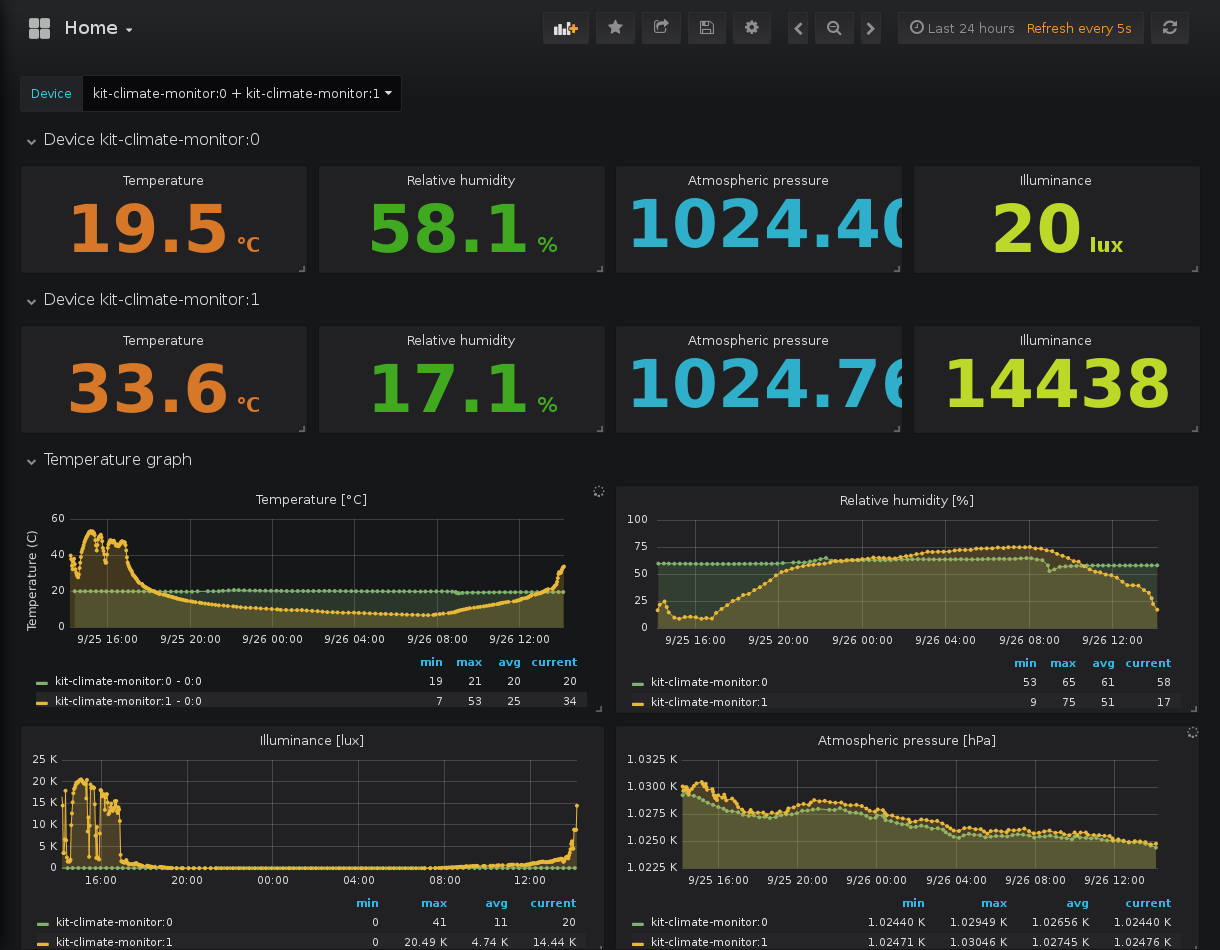 Home
Last 24 hours Refresh every 5s
Device kit-climate-monitor:0 + kit-climate-monitor:1
Device kit-climate-monitor:0
Temperature Relative humidity Atmospheric pressure Illuminance
19.5 °C 58.1 % 1024.40 20 lux
Device kit-climate-monitor:1
Temperature Relative humidity Atmospheric pressure Illuminance
33.6 °C 17.1 % 1024.76 14438
Temperature graph
Temperature [°C]
Temperature (C)
60
40
20
0
9/25 16:00 9/25 20:00 9/26 00:00 9/26 04:00 9/26 08:00 9/26 12:00
min max avg current
kit-climate-monitor:0 - 0:0 19 21 20 20
kit-climate-monitor:1 - 0:0 7 53 25 34
Relative humidity [%]
100
75
50
25
0
9/25 16:00 9/25 20:00 9/26 00:00 9/26 04:00 9/26 08:00 9/26 12:00
min max avg current
kit-climate-monitor:0 53 65 61 58
kit-climate-monitor:1 9 75 51 17
Illuminance [lux]
25 K
20 K
15 K
10 K
5 K
0
16:00 20:00 00:00 04:00 08:00 12:00
min max avg current
kit-climate-monitor:0 0 41 11 20
kit-climate-monitor:1 0 20.49 K 4.74 K 14.44 K
Atmospheric pressure [hPa]
1.0325 K
1.0300 K
1.0275 K
1.0250 K
1.0225 K
9/25 16:00 9/25 20:00 9/26 00:00 9/26 04:00 9/26 08:00 9/26 12:00
min max avg current
kit-climate-monitor:0 1.02440 K 1.02949 K 1.02656 K 1.02440 K
kit-climate-monitor:1 1.02471 K 1.03046 K 1.02745 K 1.02476 K